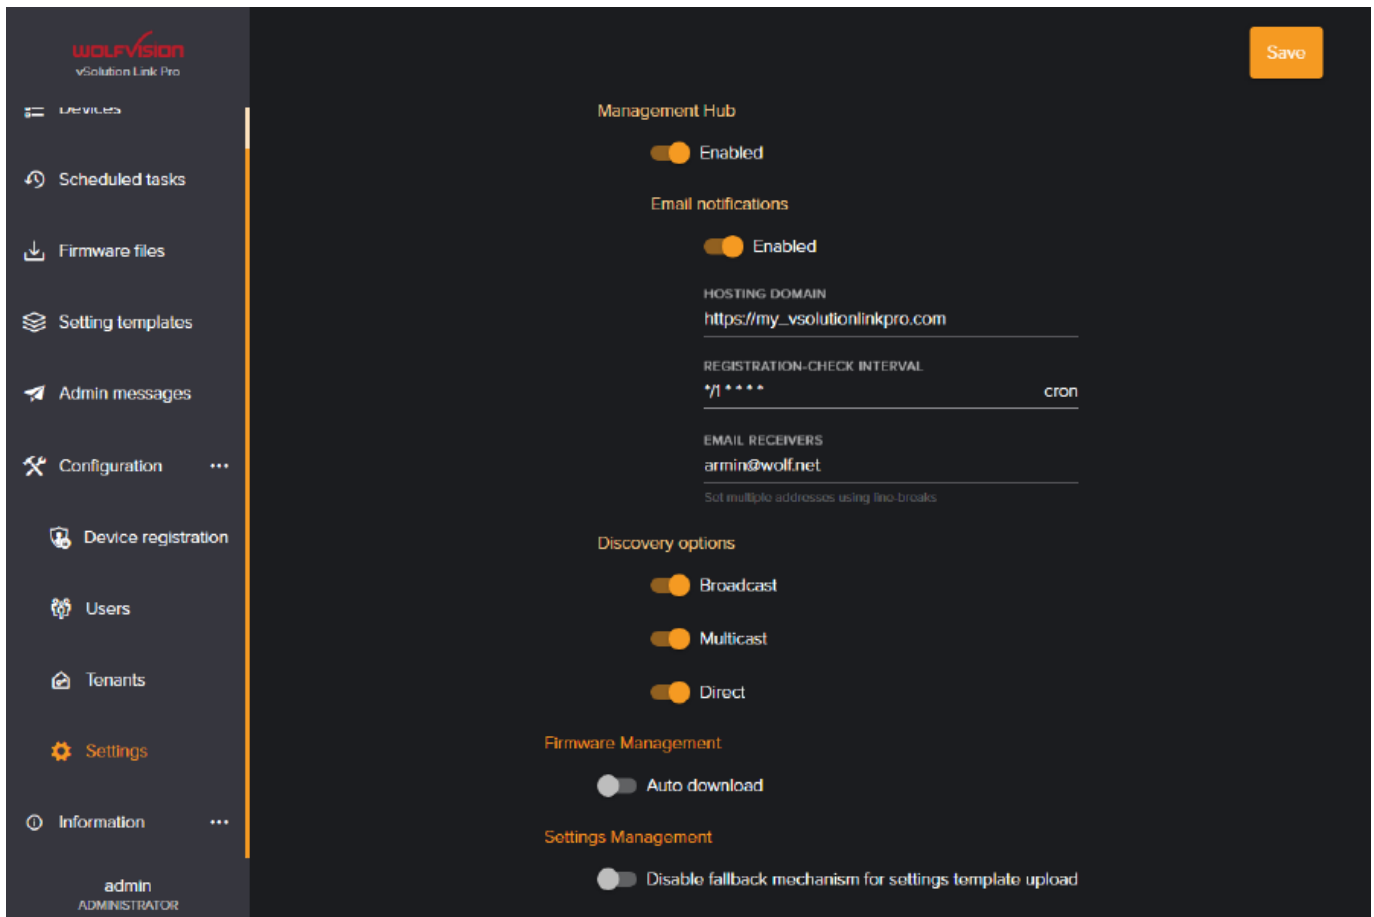 WOLFVISION
vSolution Link Pro
Devices
Scheduled tasks
Firmware files
Setting templates
Admin messages
Configuration ...
Device registration
Users
Tenants
Settings
Information ...
admin
ADMINISTRATOR
Save
Management Hub
Enabled
Email notifications
Enabled
HOSTING DOMAIN
https://my_vsolutionlinkpro.com
REGISTRATION-CHECK INTERVAL
*/1 * * * * cron
EMAIL RECEIVERS
armin@wolf.net
Set multiple addresses using line-breaks
Discovery options
Broadcast
Multicast
Direct
Firmware Management
Auto download
Settings Management
Disable fallback mechanism for settings template upload